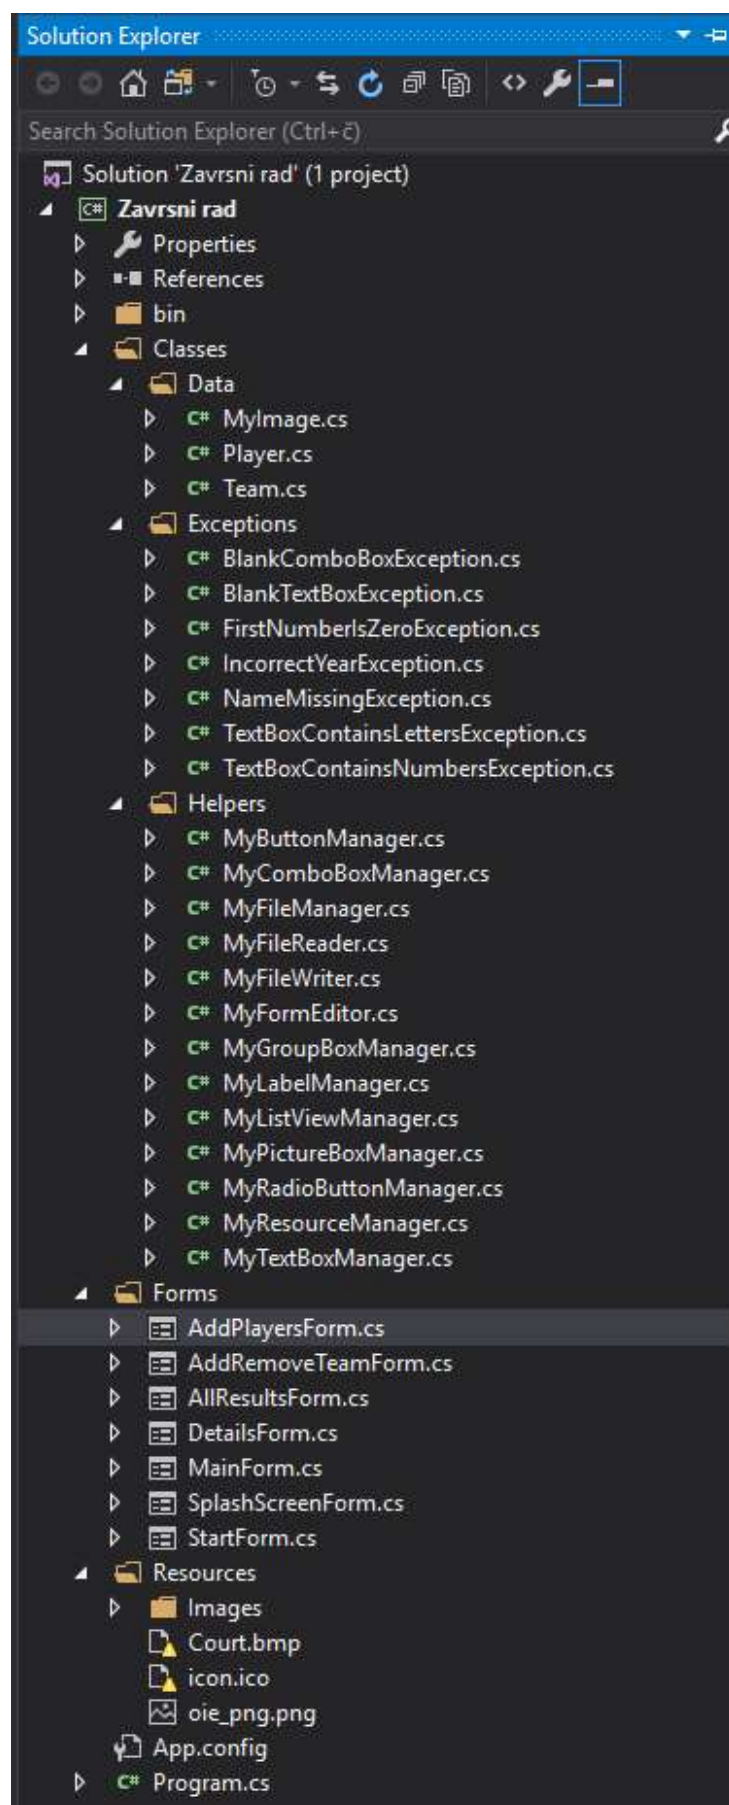 Solution Explorer
Search Solution Explorer (Ctrl+č)
Solution 'Zavrsni rad' (1 project)
C# Zavrsni rad
Properties
References
bin
Classes
Data
C# MyImage.cs
C# Player.cs
C# Team.cs
Exceptions
C# BlankComboBoxException.cs
C# BlankTextBoxException.cs
C# FirstNumberIsZeroException.cs
C# IncorrectYearException.cs
C# NameMissingException.cs
C# TextBoxContainsLettersException.cs
C# TextBoxContainsNumbersException.cs
Helpers
C# MyButtonManager.cs
C# MyComboBoxManager.cs
C# MyFileManager.cs
C# MyFileReader.cs
C# MyFileWriter.cs
C# MyFormEditor.cs
C# MyGroupBoxManager.cs
C# MyLabelManager.cs
C# MyListViewManager.cs
C# MyPictureBoxManager.cs
C# MyRadioButtonManager.cs
C# MyResourceManager.cs
C# MyTextBoxManager.cs
Forms
AddPlayersForm.cs
AddRemoveTeamForm.cs
AllResultsForm.cs
DetailsForm.cs
MainForm.cs
SplashScreenForm.cs
StartForm.cs
Resources
Images
Court.bmp
icon.ico
oie_png.png
App.config
C# Program.cs